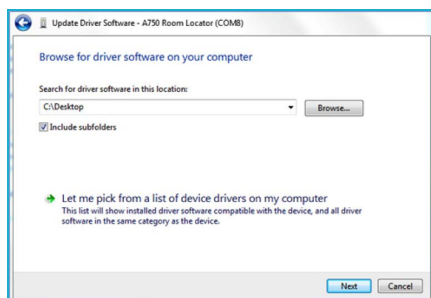 Update Driver Software - A750 Room Locator (COM8)
Browse for driver software on your computer
Search for driver software in this location:
C:\Desktop
Browse...
Include subfolders
Let me pick from a list of device drivers on my computer
This list will show installed driver software compatible with the device, and all driver
software in the same category as the device.
Next Cancel